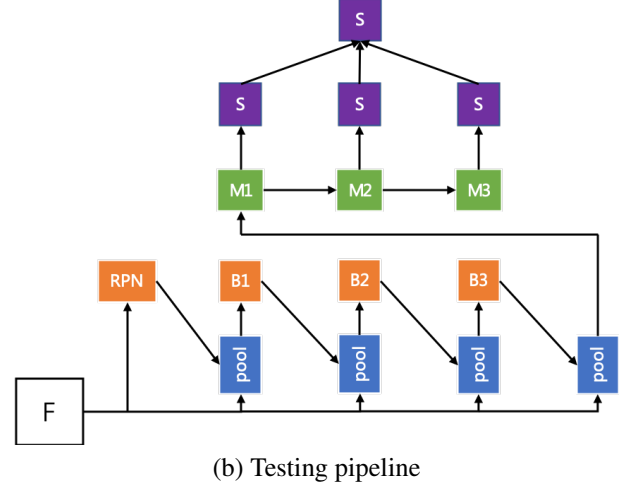 S
S S S
M1 M2 M3
RPN B1 B2 B3
pool pool pool pool
F
(b) Testing pipeline